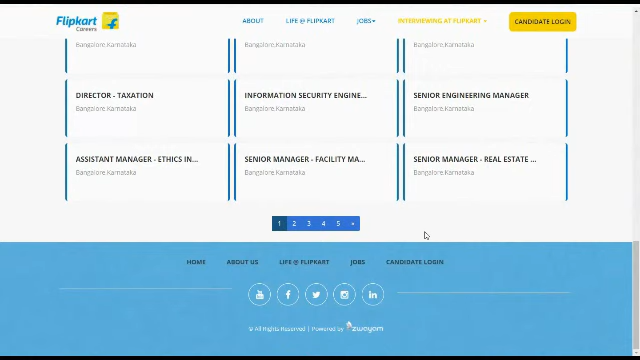 Flipkart
Careers
ABOUT LIFE @ FLIPKART JOBS INTERVIEWING AT FLIPKART CANDIDATE LOGIN
Bangalore,Karnataka Bangalore,Karnataka Bangalore,Karnataka
DIRECTOR - TAXATION INFORMATION SECURITY ENGINE... SENIOR ENGINEERING MANAGER
Bangalore,Karnataka Bangalore,Karnataka Bangalore,Karnataka
ASSISTANT MANAGER - ETHICS IN... SENIOR MANAGER - FACILITY MA... SENIOR MANAGER - REAL ESTATE ...
Bangalore,Karnataka Bangalore,Karnataka Bangalore,Karnataka
1 2 3 4 5 »
HOME ABOUT US LIFE @ FLIPKART JOBS CANDIDATE LOGIN
© All Rights Reserved | Powered by zwayam